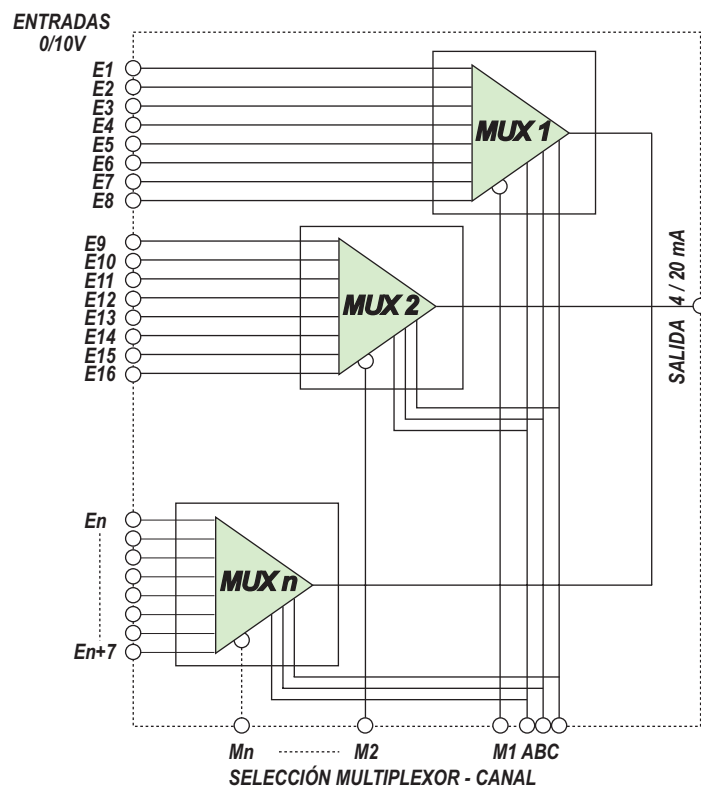 ENTRADAS
0/10V
E1
E2
E3
E4
E5
E6
E7
E8
MUX 1
E9
E10
E11
E12
E13
E14
E15
E16
MUX 2
SALIDA 4 / 20 mA
En
En+7
MUX n
Mn
M2
M1 ABC
SELECCIÓN MULTIPLEXOR - CANAL